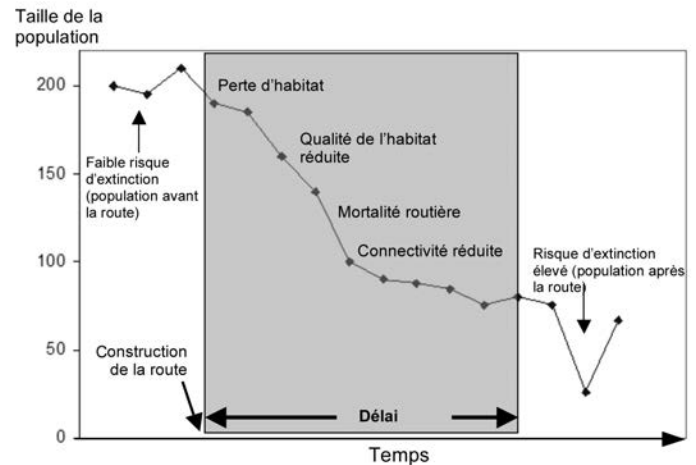 Taille de la
population
200
150
100
50
0
Perte d'habitat
Qualité de l'habitat
réduite
Mortalité routière
Connectivité réduite
Faible risque
d'extinction
(population avant
la route)
Risque d'extinction
élevé (population après
la route)
Construction
de la route
Délai
Temps